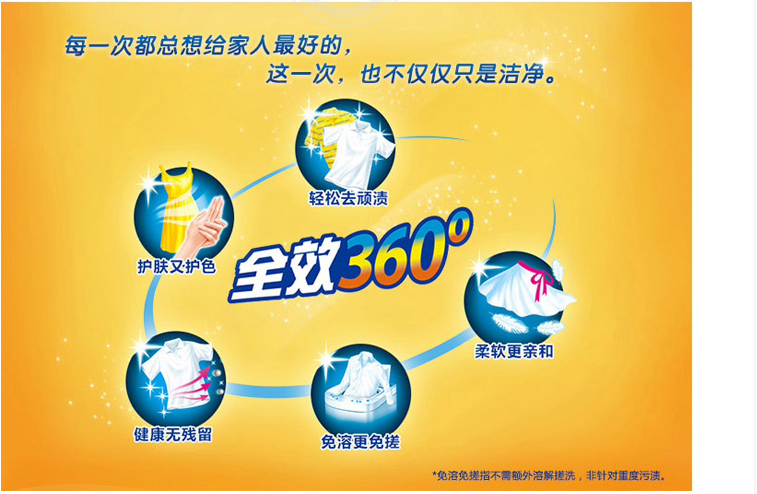 每一次都总想给家人最好的，
这一次，也不仅仅只是洁净。
轻松去顽渍
护肤又护色
全效360°
柔软更亲和
健康无残留
免溶更免搓
*免溶免搓指不需额外溶解搓洗，非针对重度污渍。